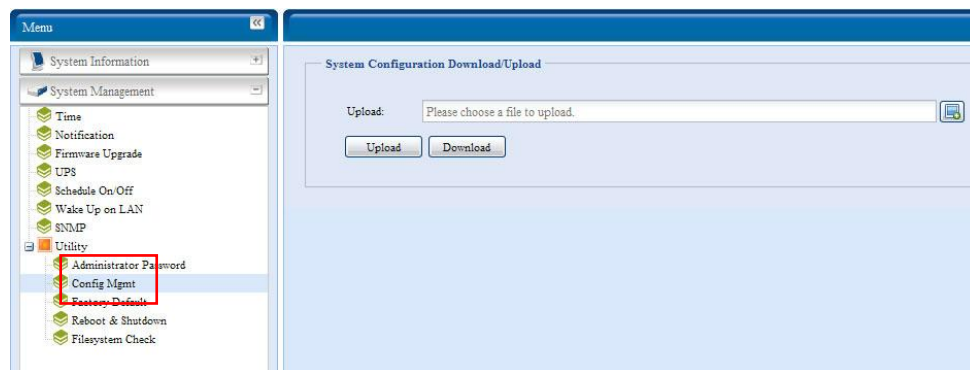 Menu
System Information
System Management
Time
Notification
Firmware Upgrade
UPS
Schedule On/Off
Wake Up on LAN
SNMP
Utility
Administrator Password
Config Mgmt
Factory Default
Reboot & Shutdown
Filesystem Check
System Configuration Download/Upload
Upload: Please choose a file to upload.
Upload Download